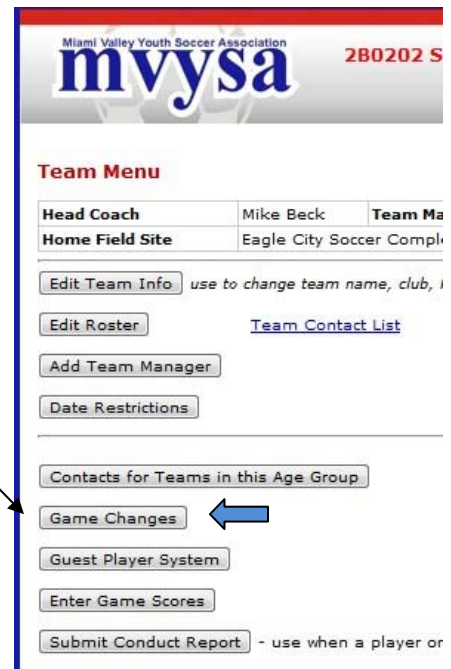 Miami Valley Youth Soccer Association
mvysa
2B0202 S
Team Menu
Head Coach Mike Beck Team Ma
Home Field Site Eagle City Soccer Compl
Edit Team Info use to change team name, club,
Edit Roster Team Contact List
Add Team Manager
Date Restrictions
Contacts for Teams in this Age Group
Game Changes
Guest Player System
Enter Game Scores
Submit Conduct Report - use when a player or